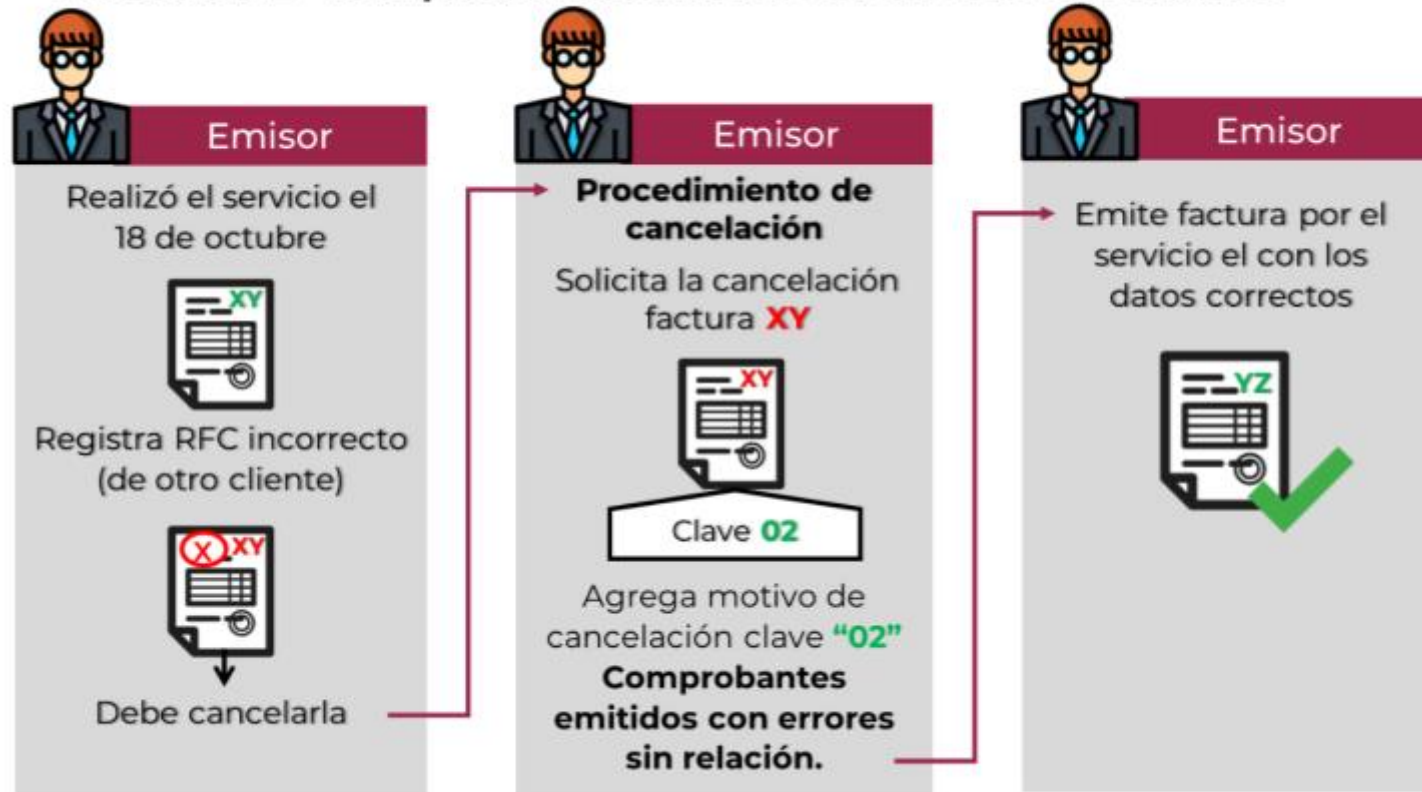 Emisor
Realizó el servicio el
18 de octubre
XY
Registra RFC incorrecto
(de otro cliente)
X XY
Debe cancelarla
Emisor
Procedimiento de
cancelación
Solicita la cancelación
factura XY
XY
Clave 02
Agrega motivo de
cancelación clave “02”
Comprobantes
emitidos con errores
sin relación.
Emisor
Emite factura por el
servicio el con los
datos correctos
YZ